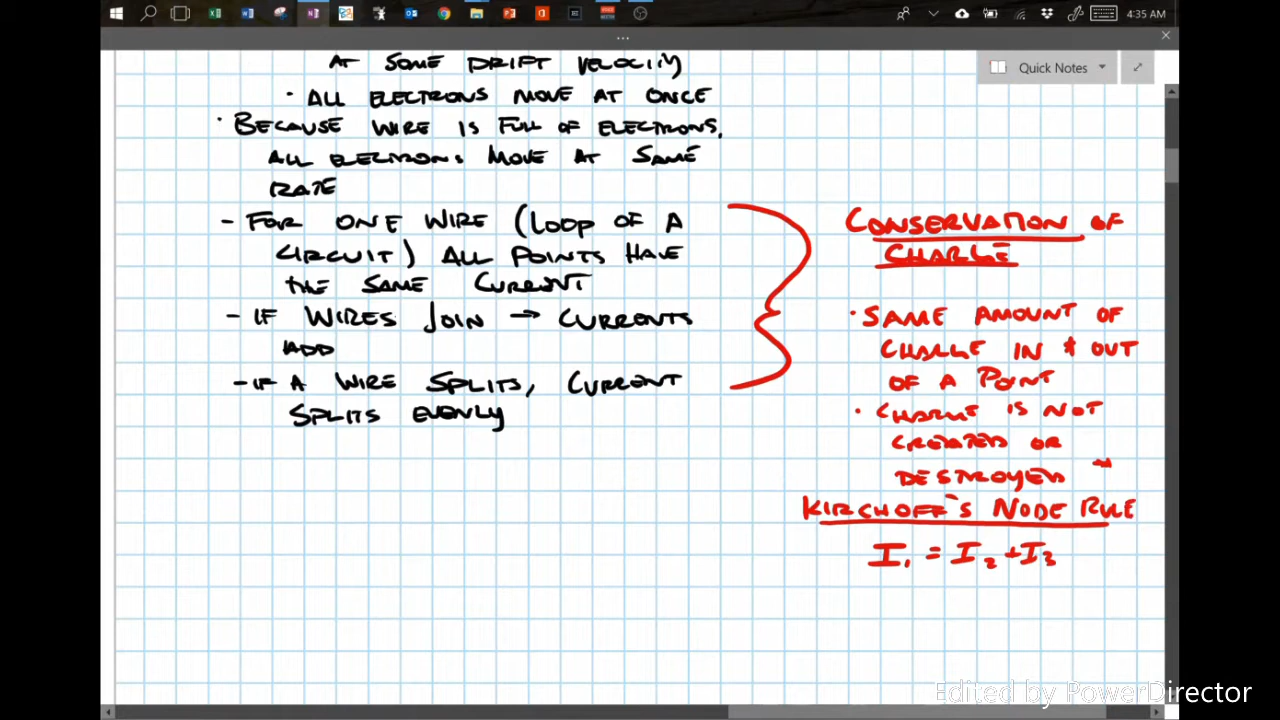 4:35 AM
Quick Notes
AT SOME DRIFT VELOCITY
· ALL ELECTRONS MOVE AT ONCE
· BECAUSE WIRE IS FULL OF ELECTRONS,
ALL ELECTRONS MOVE AT SAME
RATE
- FOR ONE WIRE (LOOP OF A
CIRCUIT) ALL POINTS HAVE
THE SAME CURRENT
- IF WIRES JOIN → CURRENTS
ADD
- IF A WIRE SPLITS, CURRENT
SPLITS EVENLY
CONSERVATION OF
CHARGE
· SAME AMOUNT OF
CHARGE IN & OUT
OF A POINT
· CHARGE IS NOT
CREATED OR
DESTROYED →
KIRCHOFF'S NODE RULE
I₁ = I₂ + I₃
Edited by PowerDirector